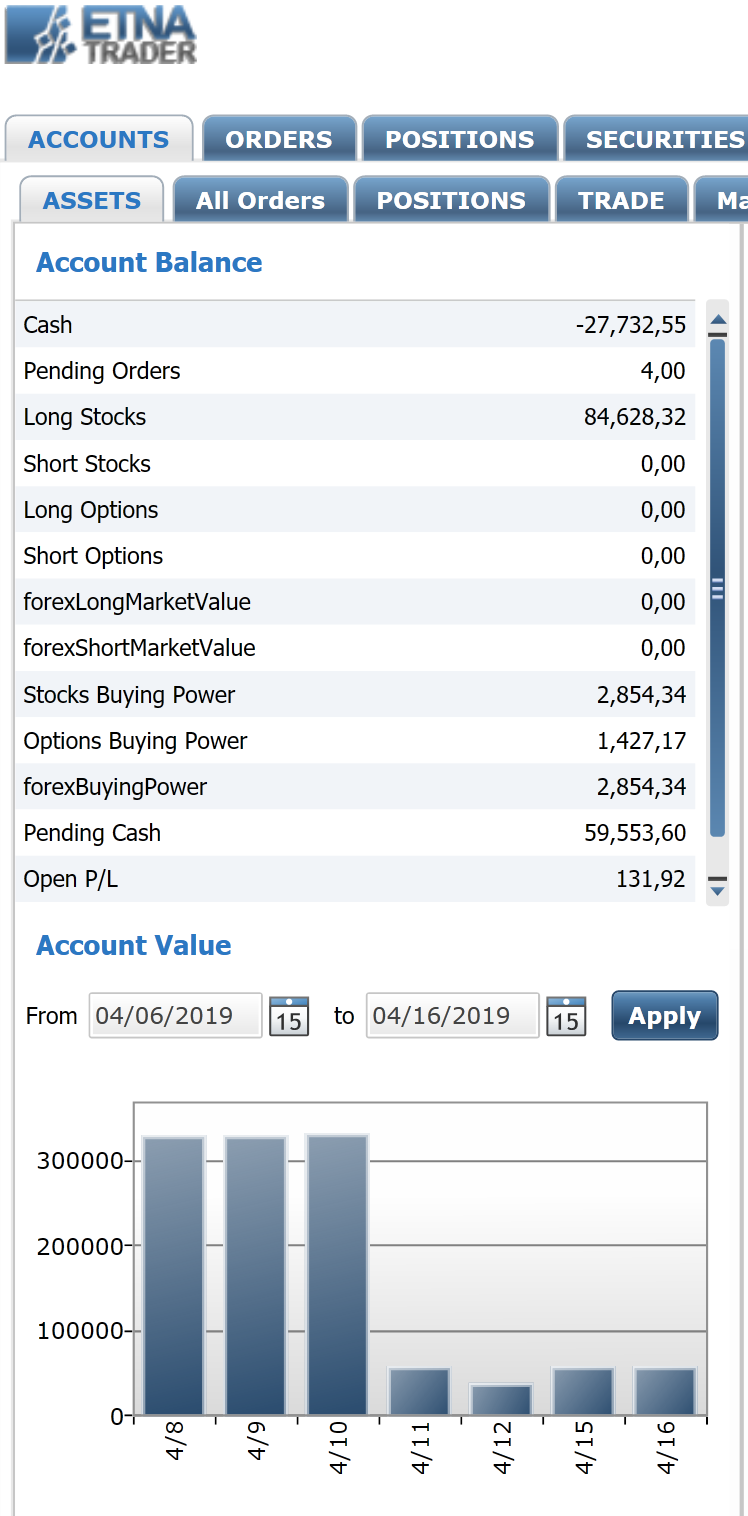 ETNA
TRADER
ACCOUNTS ORDERS POSITIONS SECURITIES
ASSETS All Orders POSITIONS TRADE Ma
Account Balance
Cash -27,732,55
Pending Orders 4,00
Long Stocks 84,628,32
Short Stocks 0,00
Long Options 0,00
Short Options 0,00
forexLongMarketValue 0,00
forexShortMarketValue 0,00
Stocks Buying Power 2,854,34
Options Buying Power 1,427,17
forexBuyingPower 2,854,34
Pending Cash 59,553,60
Open P/L 131,92
Account Value
From 04/06/2019 15 to 04/16/2019 15 Apply
300000
200000
100000
0
4/8 4/9 4/10 4/11 4/12 4/15 4/16